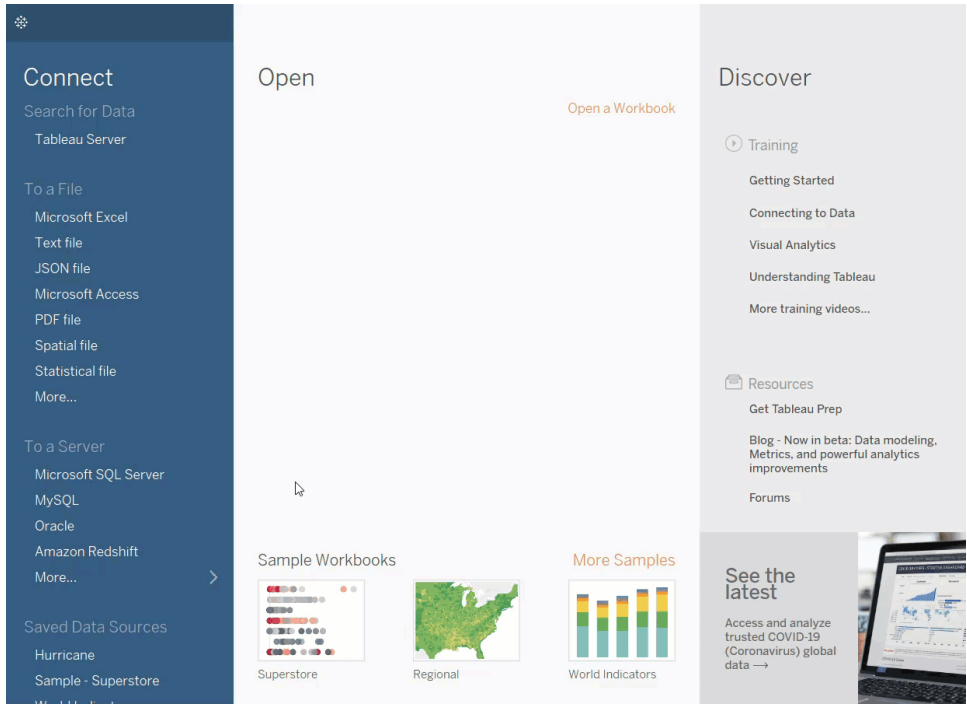 Connect
Search for Data
Tableau Server
To a File
Microsoft Excel
Text file
JSON file
Microsoft Access
PDF file
Spatial file
Statistical file
More...
To a Server
Microsoft SQL Server
MySQL
Oracle
Amazon Redshift
More...
Saved Data Sources
Hurricane
Sample - Superstore
Open
Open a Workbook
Sample Workbooks
More Samples
Superstore
Regional
World Indicators
Discover
Training
Getting Started
Connecting to Data
Visual Analytics
Understanding Tableau
More training videos...
Resources
Get Tableau Prep
Blog - Now in beta: Data modeling,
Metrics, and powerful analytics
improvements
Forums
See the
latest
Access and analyze
trusted COVID-19
(Coronavirus) global
data →